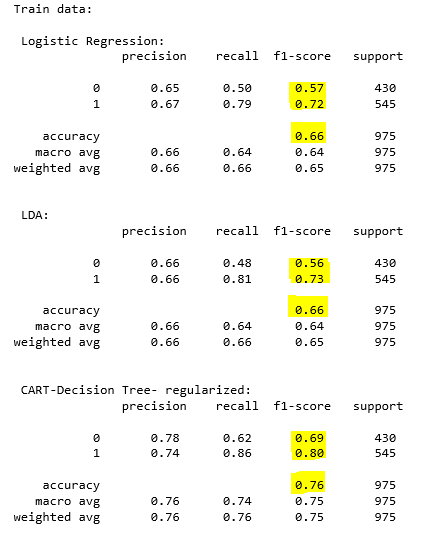 Train data:
Logistic Regression:
precision recall f1-score support
0 0.65 0.50 0.57 430
1 0.67 0.79 0.72 545
accuracy 0.66 975
macro avg 0.66 0.64 0.64 975
weighted avg 0.66 0.66 0.65 975
LDA:
precision recall f1-score support
0 0.66 0.48 0.56 430
1 0.66 0.81 0.73 545
accuracy 0.66 975
macro avg 0.66 0.64 0.64 975
weighted avg 0.66 0.66 0.65 975
CART-Decision Tree- regularized:
precision recall f1-score support
0 0.78 0.62 0.69 430
1 0.74 0.86 0.80 545
accuracy 0.76 975
macro avg 0.76 0.74 0.75 975
weighted avg 0.76 0.76 0.75 975